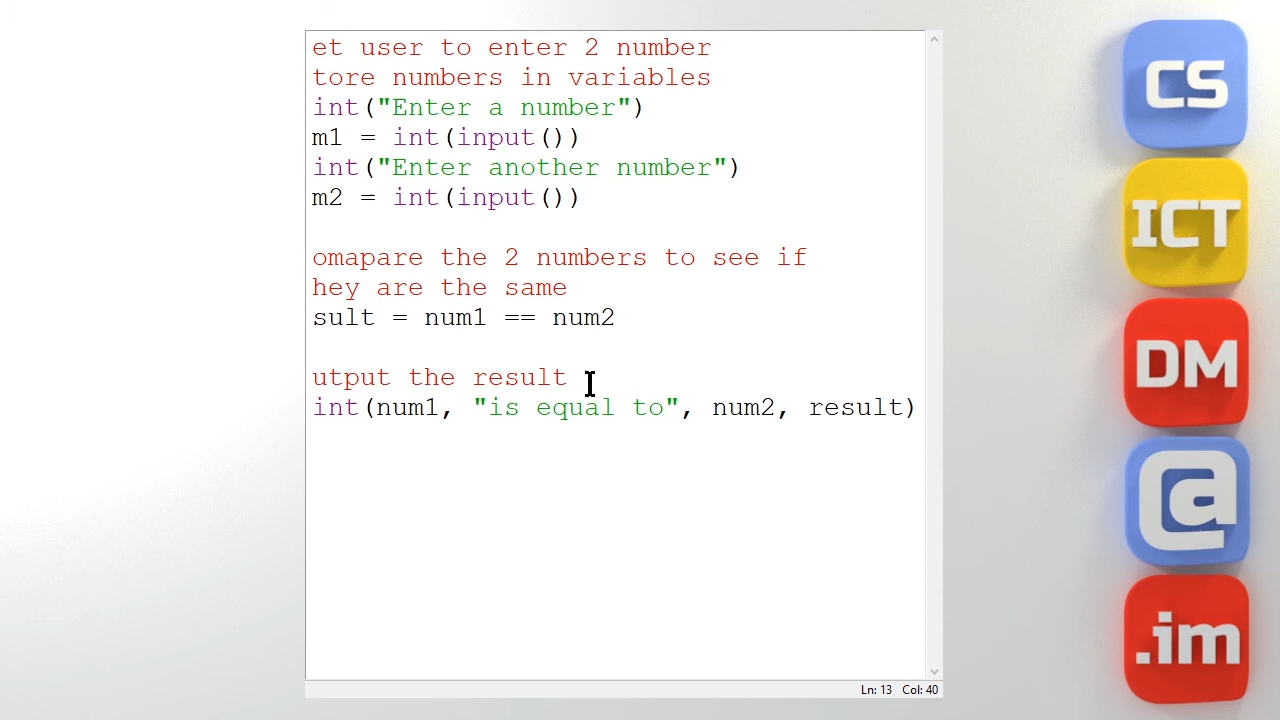 et user to enter 2 number
tore numbers in variables
int("Enter a number")
m1 = int(input())
int("Enter another number")
m2 = int(input())
omapare the 2 numbers to see if
hey are the same
sult = num1 == num2
utput the result
int(num1, "is equal to", num2, result)
Ln: 13 Col: 40
CS
ICT
DM
@
.im